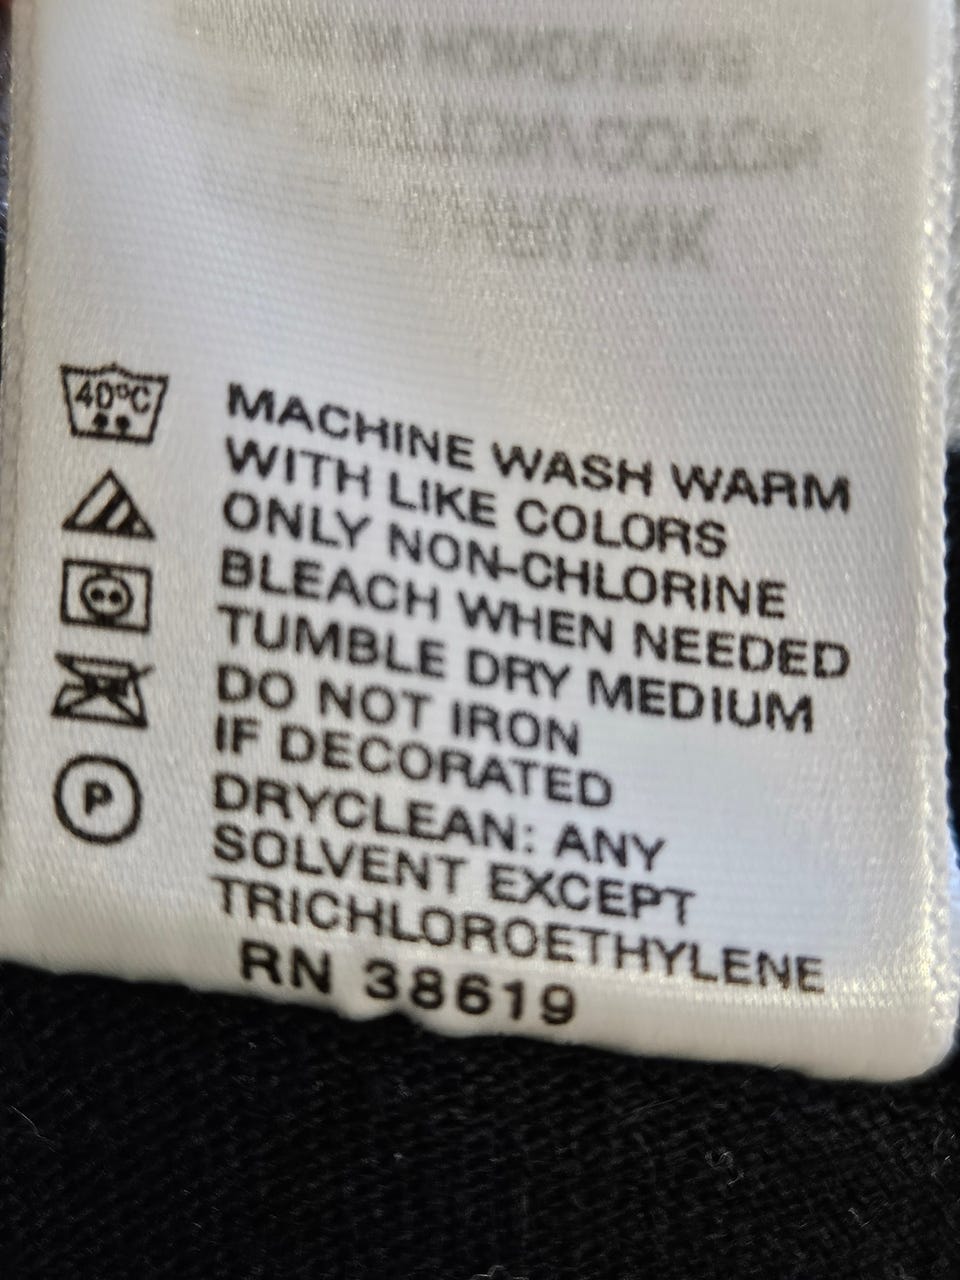 40°C
MACHINE WASH WARM
WITH LIKE COLORS
ONLY NON-CHLORINE
BLEACH WHEN NEEDED
TUMBLE DRY MEDIUM
DO NOT IRON
IF DECORATED
P
DRYCLEAN: ANY
SOLVENT EXCEPT
TRICHLOROETHYLENE
RN 38619